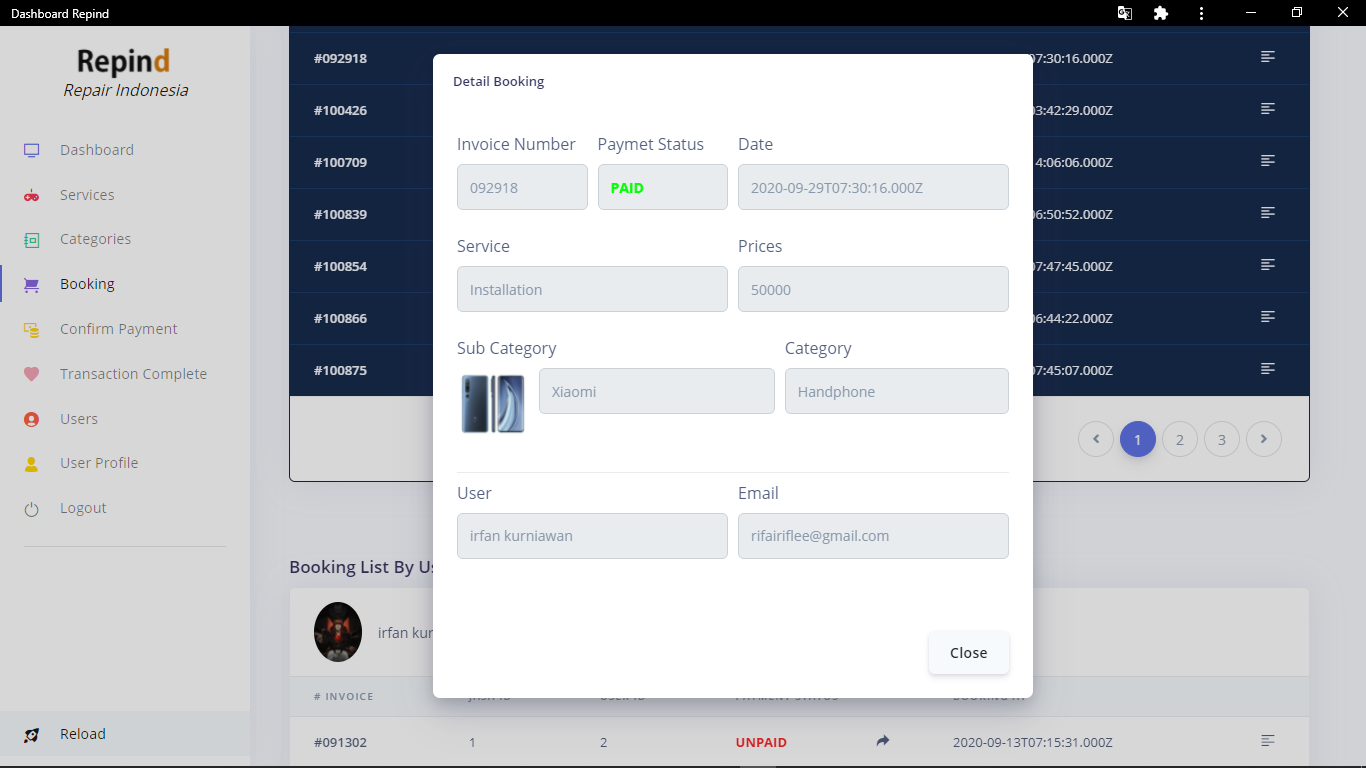 Dashboard Repind
Repind
Repair Indonesia
Dashboard
Services
Categories
Booking
Confirm Payment
Transaction Complete
Users
User Profile
Logout
Reload
#092918 07:30:16.000Z
#100426 03:42:29.000Z
#100709 4:06:06.000Z
#100839 06:50:52.000Z
#100854 07:47:45.000Z
#100866 06:44:22.000Z
#100875 07:45:07.000Z
1 2 3
Detail Booking
Invoice Number Paymet Status Date
092918 PAID 2020-09-29T07:30:16.000Z
Service Prices
Installation 50000
Sub Category Category
Xiaomi Handphone
User Email
irfan kurniawan rifairiflee@gmail.com
Close
Booking List By Us
irfan kur
# INVOICE
#091302 1 2 UNPAID 2020-09-13T07:15:31.000Z